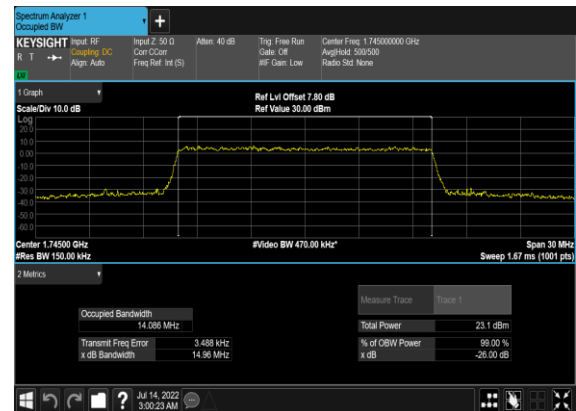 Spectrum Analyzer 1
Occupied BW
+
KEYSIGHT
R T
LV
Input: RF
Coupling: DC
Align: Auto
Input Z: 50 Ω
Corr CCorr
Freq Ref: Int (S)
Atten: 40 dB
Trig: Free Run
Gate: Off
#IF Gain: Low
Center Freq: 1.745000000 GHz
Avg|Hold: 500/500
Radio Std: None
1 Graph
Scale/Div 10.0 dB
Ref Lvl Offset 7.80 dB
Ref Value 30.00 dBm
Log
20.0
10.0
0.00
-10.0
-20.0
-30.0
-40.0
-50.0
-60.0
Center 1.74500 GHz
#Res BW 150.00 kHz
#Video BW 470.00 kHz*
Span 30 MHz
Sweep 1.67 ms (1001 pts)
2 Metrics
Measure Trace Trace 1
Occupied Bandwidth
14.086 MHz
Total Power 23.1 dBm
Transmit Freq Error 3.488 kHz
% of OBW Power 99.00 %
x dB Bandwidth 14.96 MHz
x dB -26.00 dB
?
Jul 14, 2022
3:00:23 AM